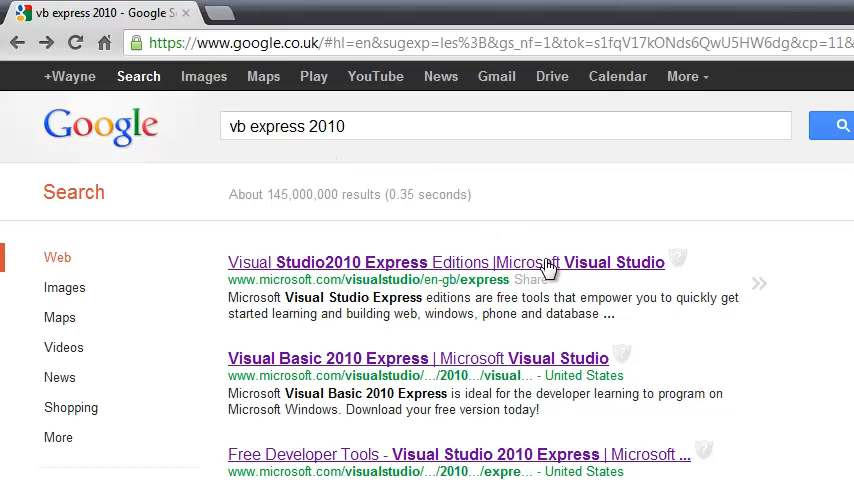 vb express 2010 - Google S
https://www.google.co.uk/#hl=en&sugexp=les%3B&gs_nf=1&tok=s1fqV17kONds6QwU5HW6dg&cp=11&
+Wayne Search Images Maps Play YouTube News Gmail Drive Calendar More
Google
vb express 2010
Search
About 145,000,000 results (0.35 seconds)
Web
Images
Maps
Videos
News
Shopping
More
Visual Studio2010 Express Editions |Microsoft Visual Studio
www.microsoft.com/visualstudio/en-gb/express Share
Microsoft Visual Studio Express editions are free tools that empower you to quickly get
started learning and building web, windows, phone and database ...
Visual Basic 2010 Express | Microsoft Visual Studio
www.microsoft.com/visualstudio/.../2010.../visual... - United States
Microsoft Visual Basic 2010 Express is ideal for the developer learning to program on
Microsoft Windows. Download your free version today!
Free Developer Tools - Visual Studio 2010 Express | Microsoft ...
www.microsoft.com/visualstudio/.../2010.../expre... - United States